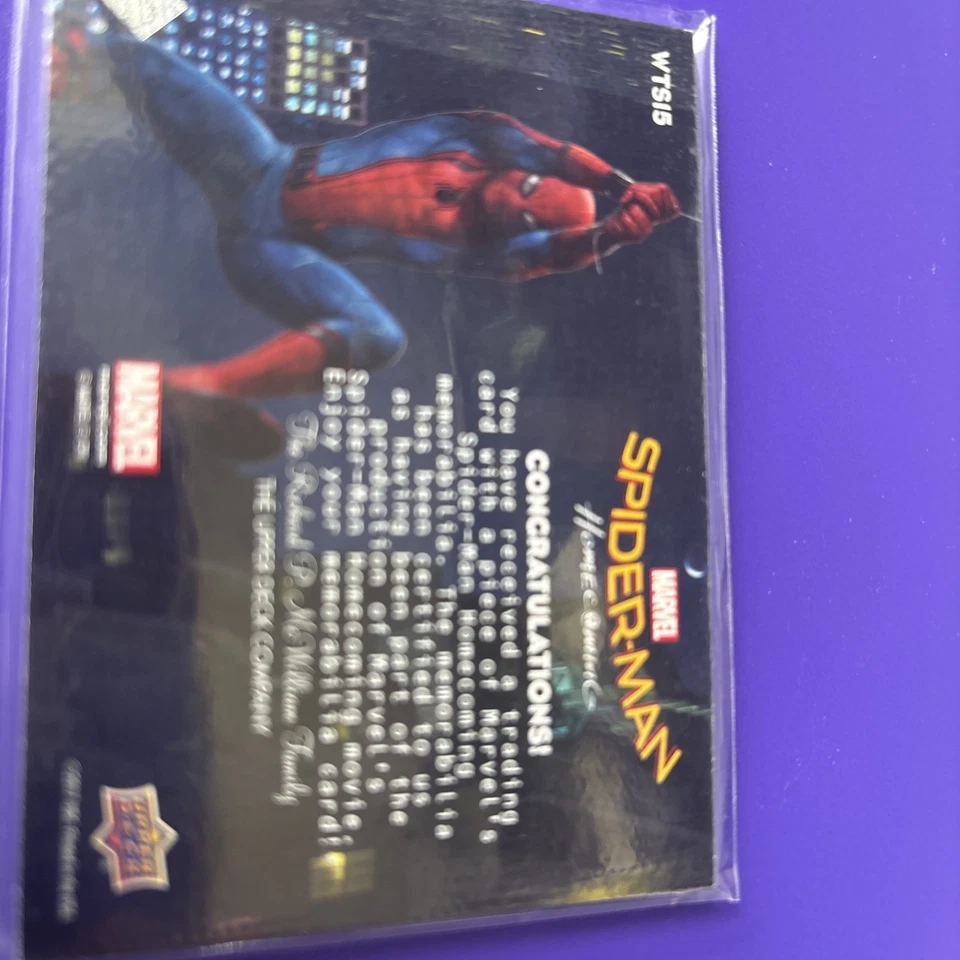 WTSI5
MARVEL
SPIDER-MAN
HOMECOMING
CONGRATULATIONS!
You have received a trading
card with a piece of Marvel's
Spider-Man Homecoming
memorabilia. The memorabilia
has been certified to us
as having been part of the
production of Marvel's
Spider-Man homecoming movie.
Enjoy your memorabilia card!
The Richard P. McWilliam Family
THE UPPER DECK COMPANY
MARVEL
UPPER
DECK